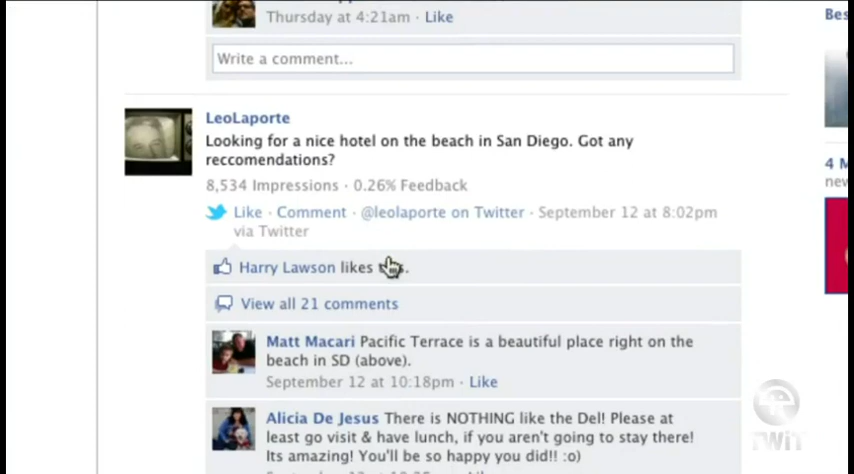 Thursday at 4:21am · Like
Bes
Write a comment...
LeoLaporte
Looking for a nice hotel on the beach in San Diego. Got any
reccomendations?
8,534 Impressions · 0.26% Feedback
Like · Comment · @leolaporte on Twitter · September 12 at 8:02pm
via Twitter
4 M
new
Harry Lawson likes
View all 21 comments
Matt Macari Pacific Terrace is a beautiful place right on the
beach in SD (above).
September 12 at 10:18pm · Like
Alicia De Jesus There is NOTHING like the Del! Please at
least go visit & have lunch, if you aren't going to stay there!
Its amazing! You'll be so happy you did!! :o)
TWiT